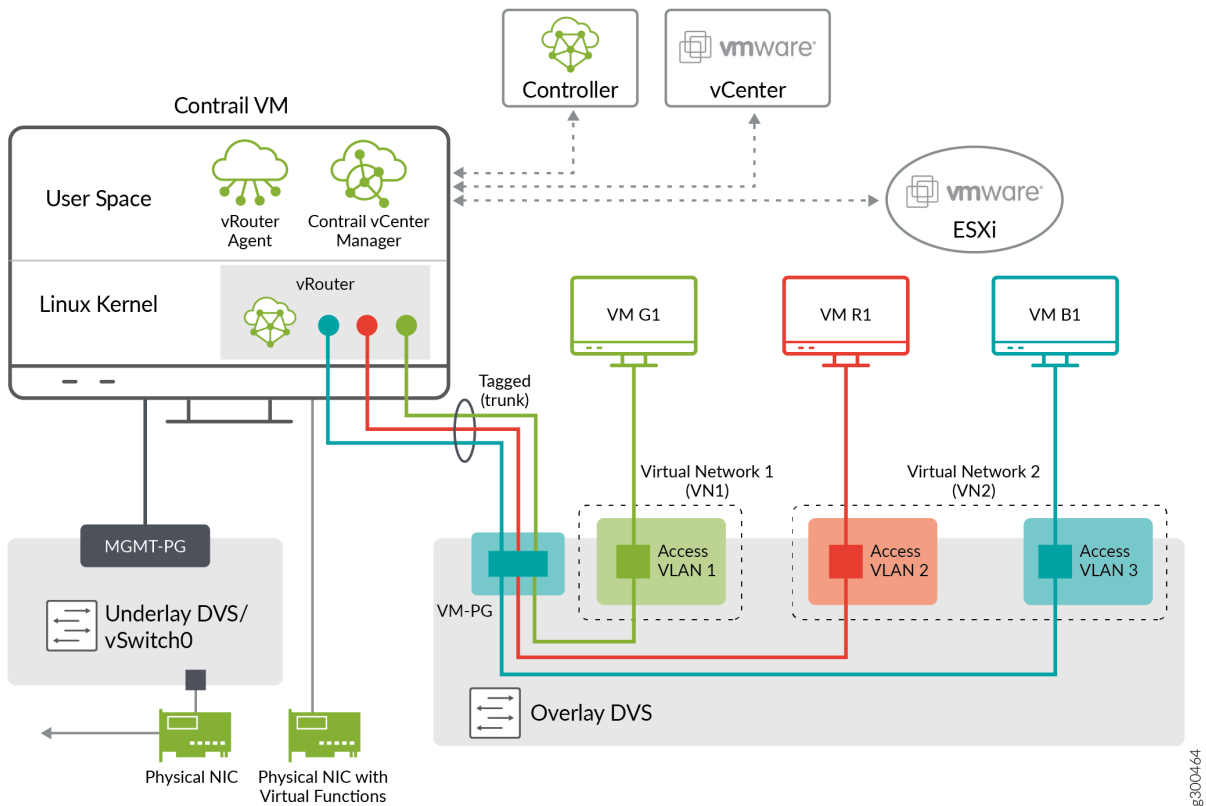 Controller
vmware®
vCenter
Contrail VM
User Space
vRouter
Agent
Contrail vCenter
Manager
vmware®
ESXi
Linux Kernel
vRouter
VM G1
VM R1
VM B1
Tagged
(trunk)
Virtual Network 1
(VN1)
Virtual Network 2
(VN2)
MGMT-PG
Underlay DVS/
vSwitch0
VM-PG
Access
VLAN 1
Access
VLAN 2
Access
VLAN 3
Overlay DVS
Physical NIC
Physical NIC with
Virtual Functions
g300464